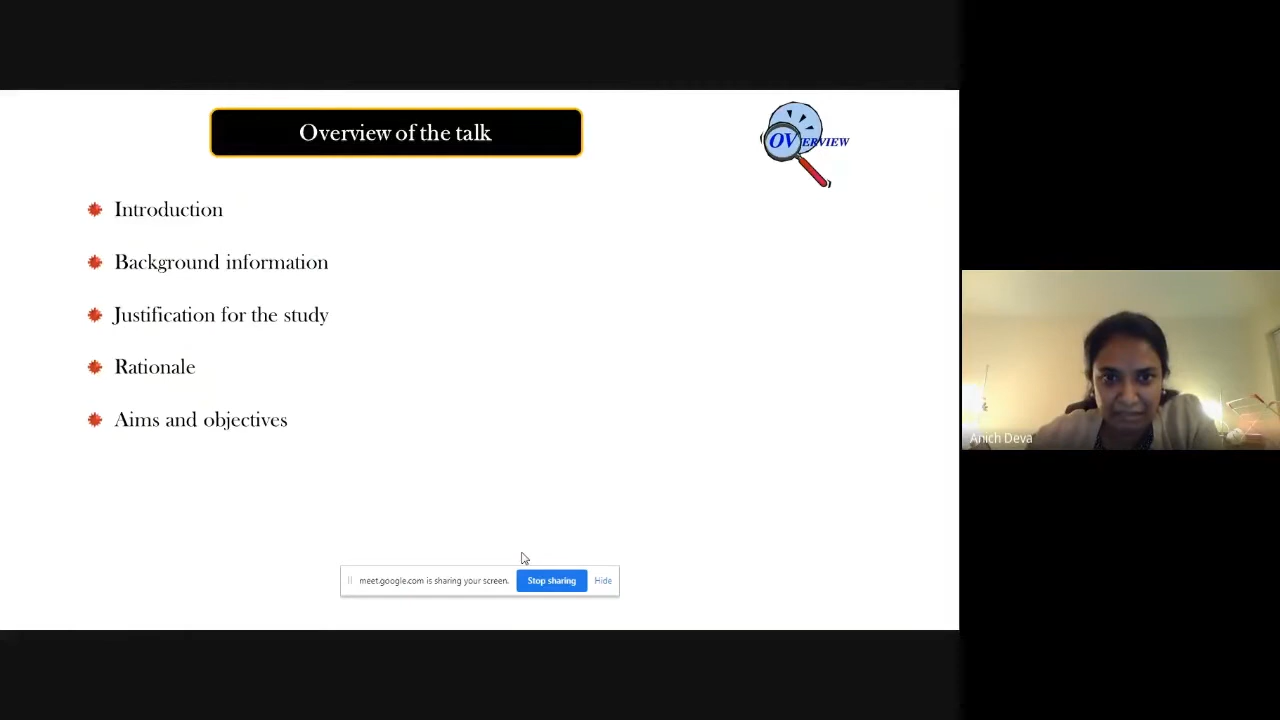 Overview of the talk
OVERVIEW
Introduction
Background information
Justification for the study
Rationale
Aims and objectives
Anich Deva
meet.google.com is sharing your screen.
Stop sharing
Hide